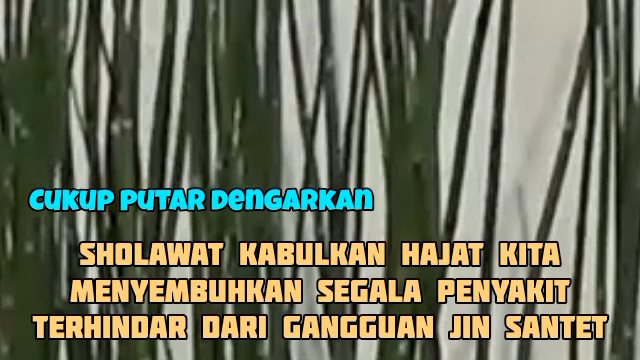 CUKUP PUTAR DENGARKAN
SHOLAWAT KABULKAN HAJAT KITA
MENYEMBUHKAN SEGALA PENYAKIT
TERHINDAR DARI GANGGUAN JIN SANTET